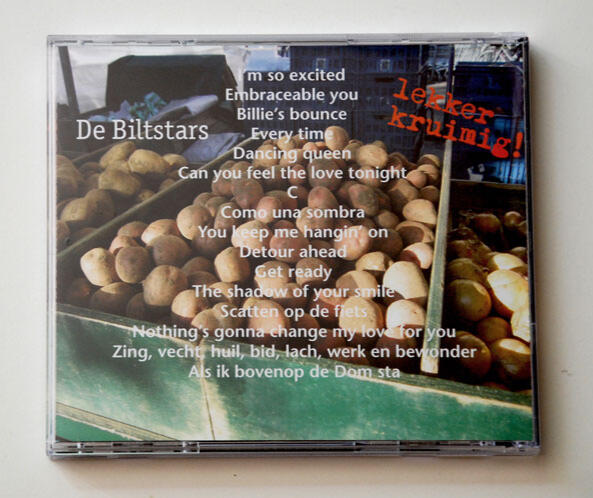 I'm so excited
Embraceable you
Billie's bounce
Every time
Dancing queen
Can you feel the love tonight
C
Como una sombra
You keep me hangin' on
Detour ahead
Get ready
The shadow of your smile
Scatten op de fiets
Nothing's gonna change my love for you
Zing, vecht, huil, bid, lach, werk en bewonder
Als ik bovenop de Dom sta
De Biltstars
lekker
kruimig!